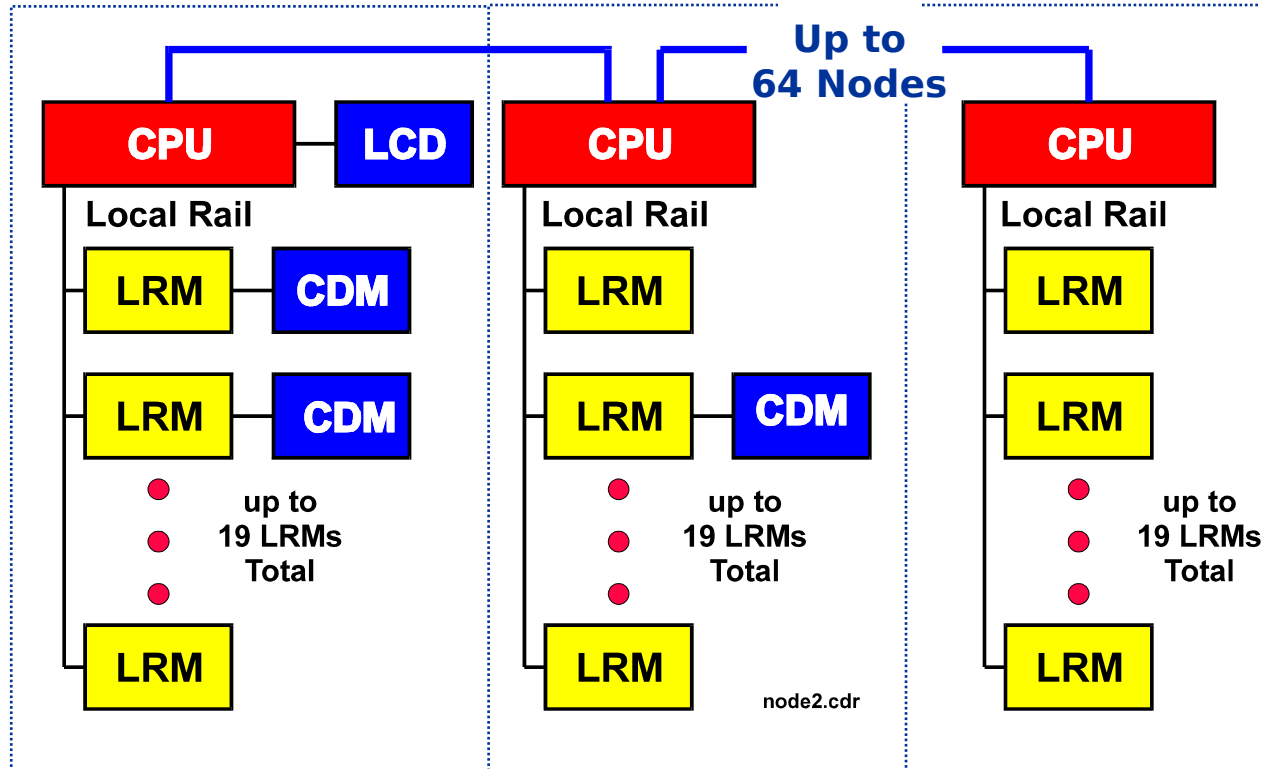 Up to
64 Nodes
CPU
LCD
CPU
CPU
Local Rail
Local Rail
Local Rail
LRM
CDM
LRM
LRM
LRM
CDM
LRM
CDM
LRM
up to
19 LRMs
Total
up to
19 LRMs
Total
up to
19 LRMs
Total
LRM
LRM
LRM
node2.cdr